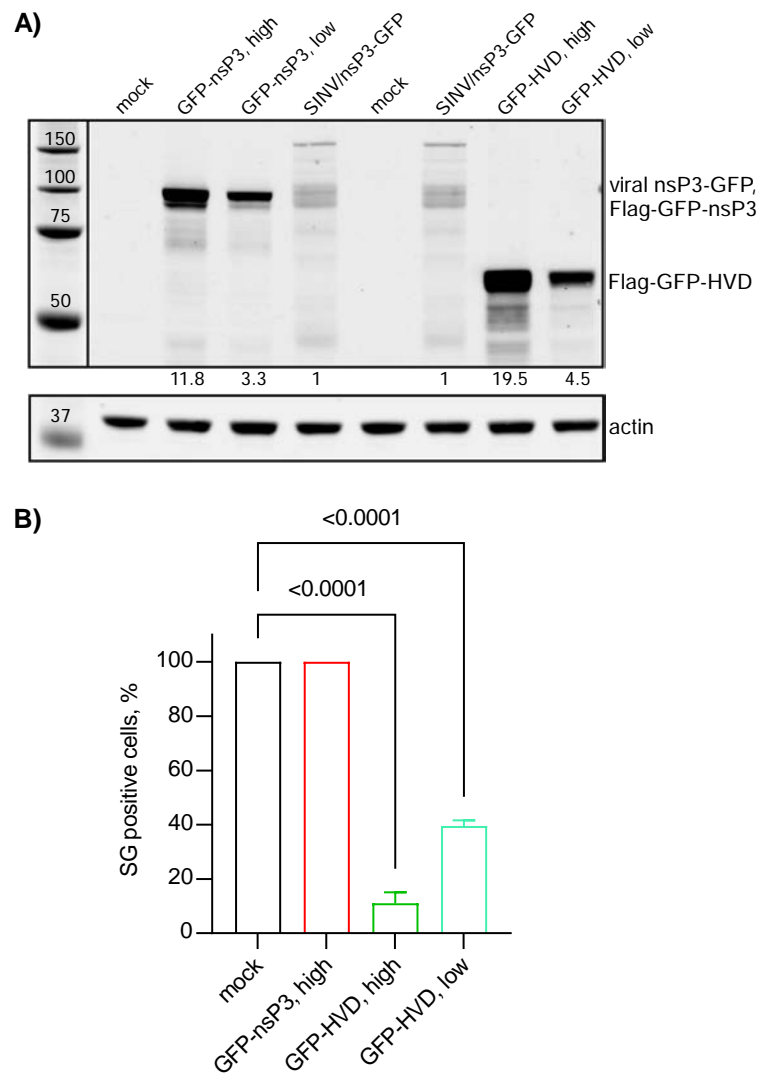 A)
mock
GFP-nsP3, high
GFP-nsP3, low
SINV/nsP3-GFP
mock
SINV/nsP3-GFP
GFP-HVD, high
GFP-HVD, low
150
100
75
50
viral nsP3-GFP,
Flag-GFP-nsP3
Flag-GFP-HVD
11.8 3.3 1 1 19.5 4.5
37
actin
B)
<0.0001
<0.0001
SG positive cells, %
100
80
60
40
20
0
mock
GFP-nsP3, high
GFP-HVD, high
GFP-HVD, low